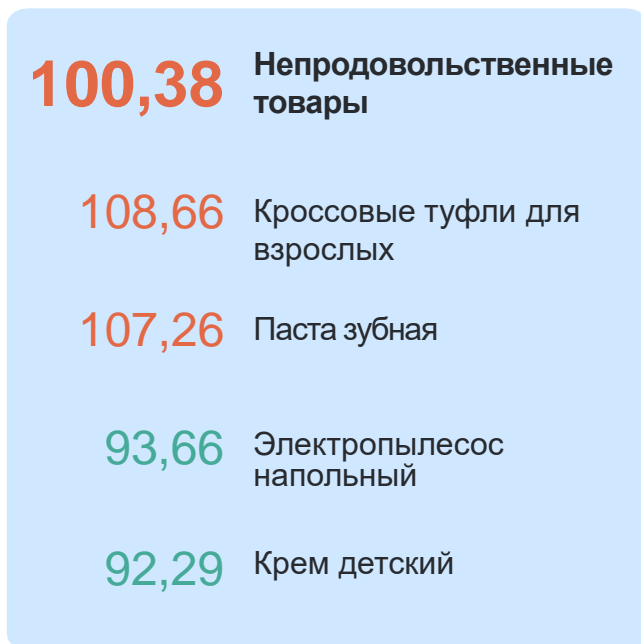 100,38 Непродовольственные
товары
108,66 Кроссовые туфли для
взрослых
107,26 Паста зубная
93,66 Электропылесос
напольный
92,29 Крем детский